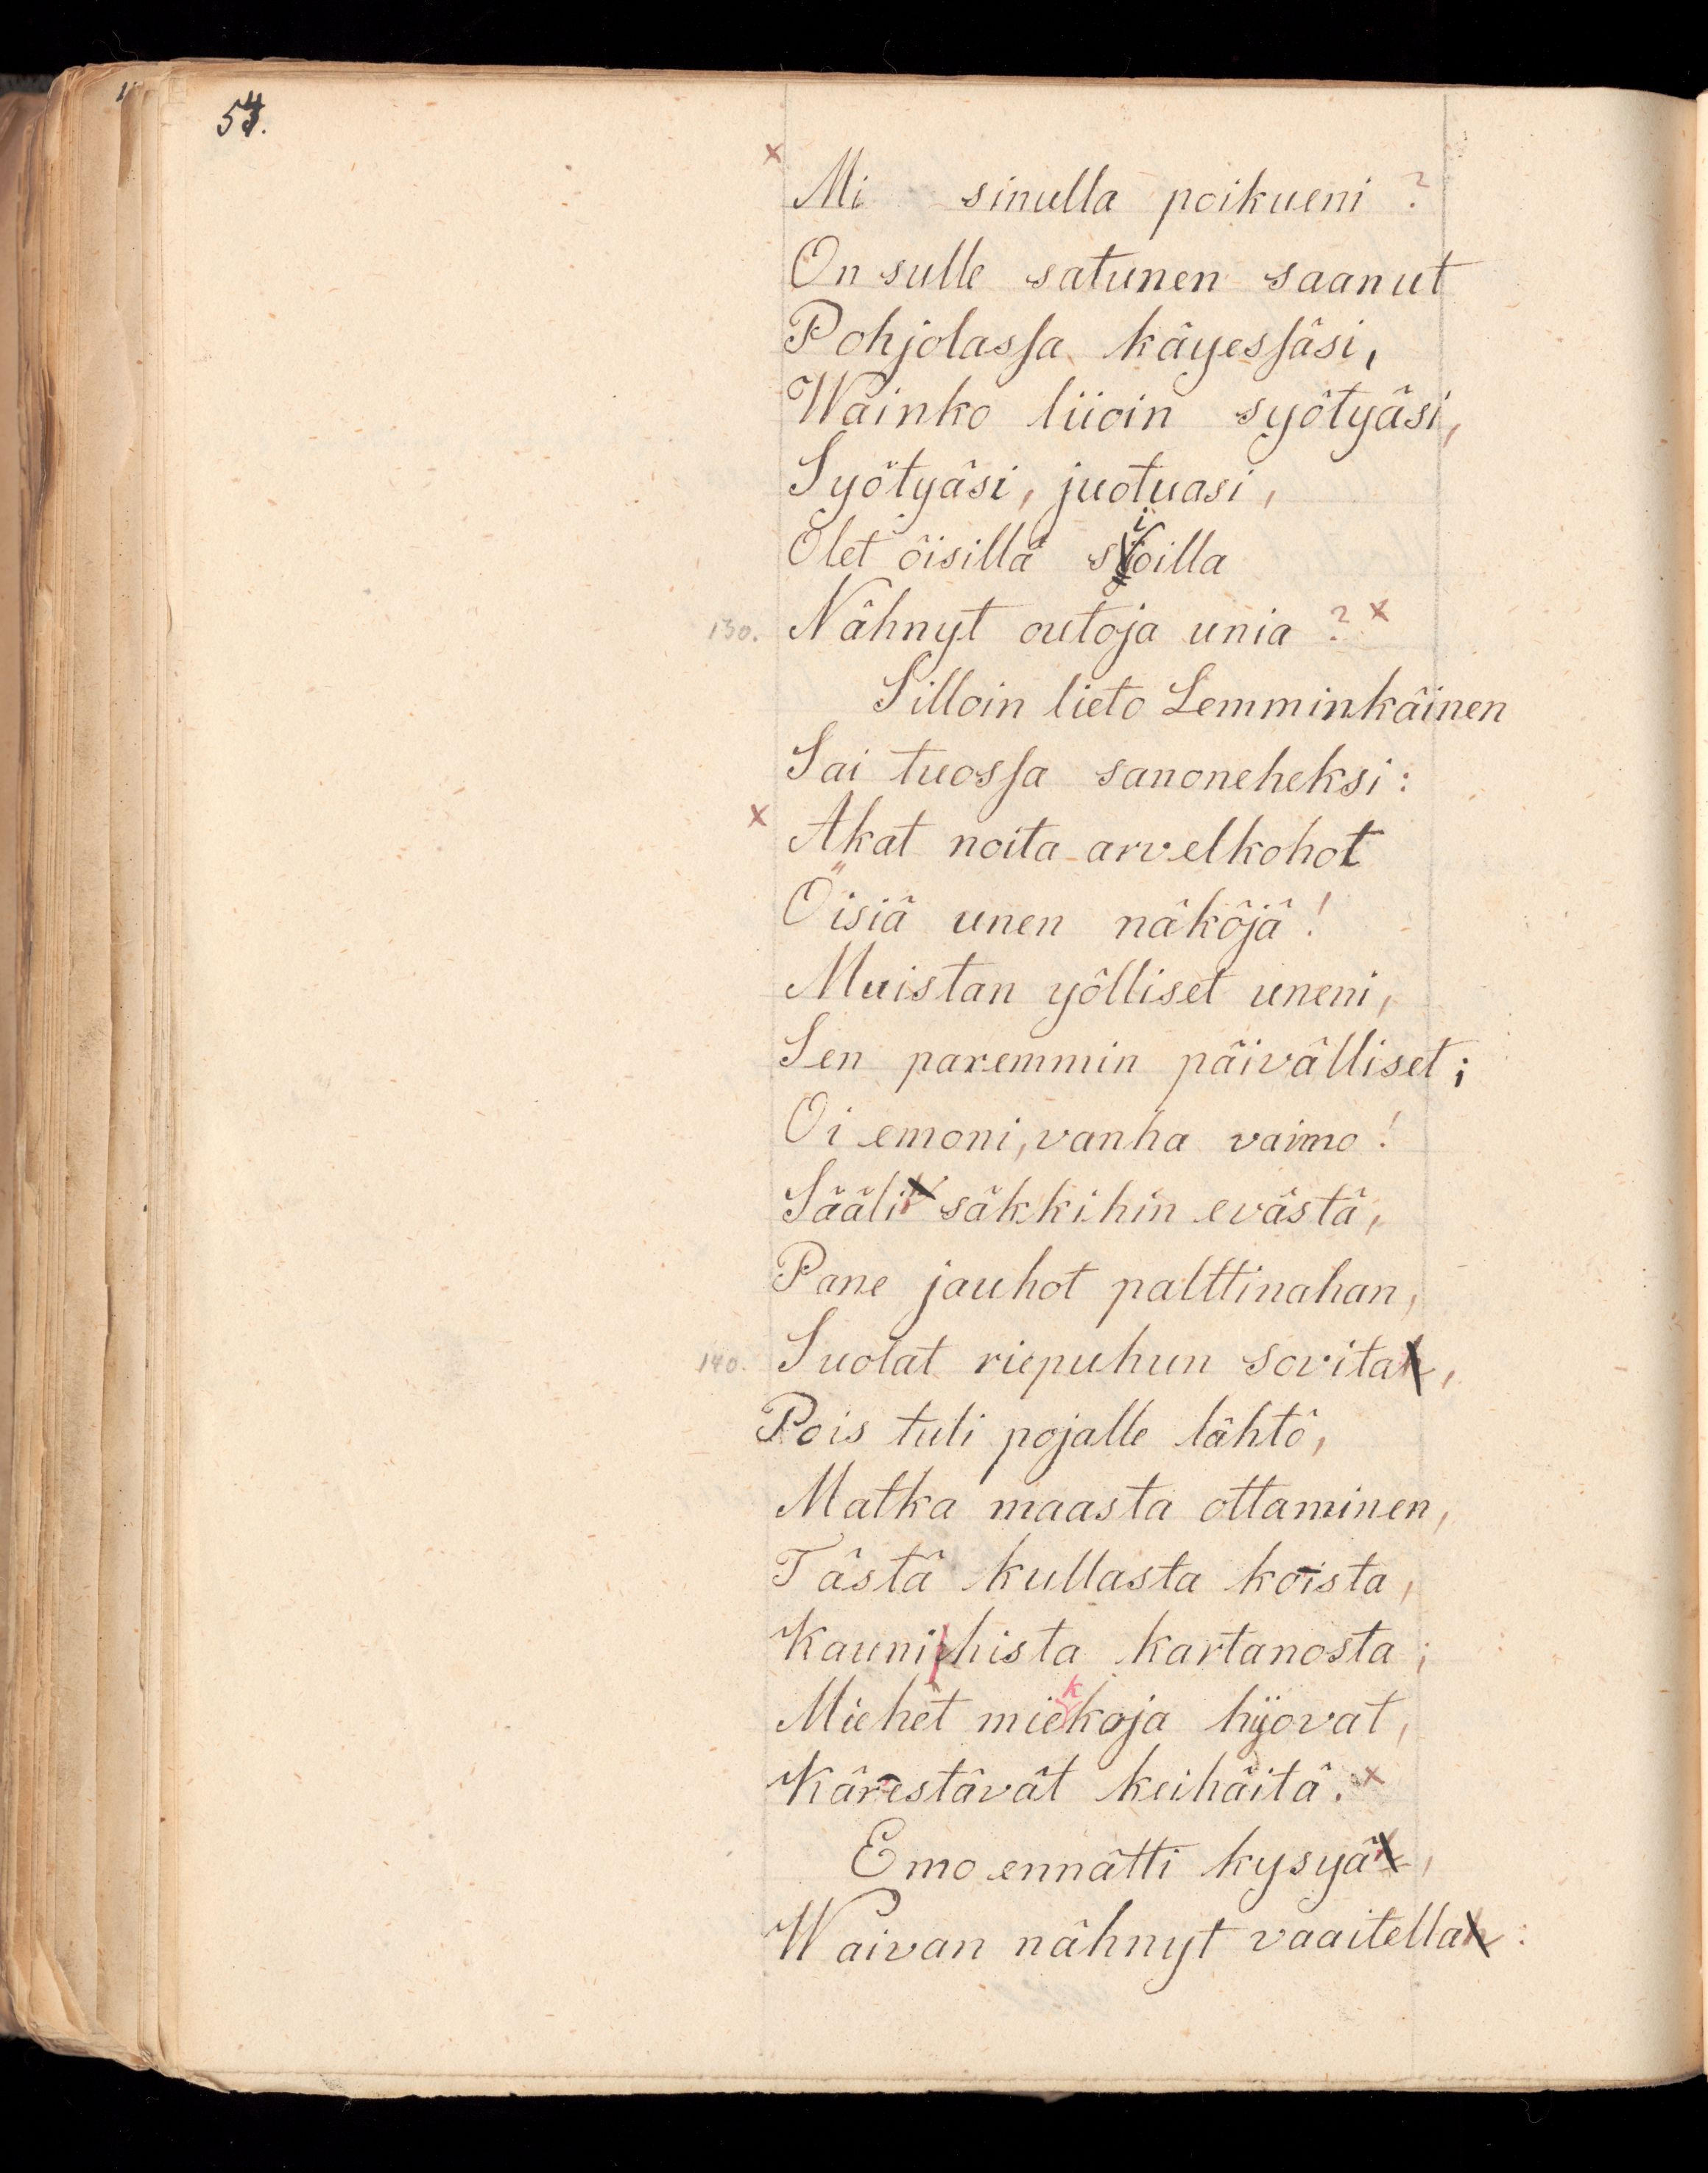 54.
× Mi sinulla poikueni ?
On sulle satunen saanut
Pohjolassa käyessäsi,
Wainko liioin syötyäsi,
Syötyäsi, juotuasi,
Olet öisillä sijoilla
130. Nähnyt outoja unia ? ×
Silloin lieto Lemminkäinen
Sai tuossa sanoneheksi :
× Akat noita arvelkohot
Öisiä unen näköjä !
Muistan yölliset uneni,
Sen paremmin päivälliset ;
Oi emoni, vanha vaimo !
Sääli säkkihin evästä,
Pane jauhot palttinahan,
140. Suolat riepuhun sovita,
Pois tuli pojalle lähtö,
Matka maasta ottaminen,
Tästä kullasta koista,
Kaunihista kartanosta ;
Miehet miekkoja hijovat,
Kärestävät keihäitä. ×
Emo ennätti kysyä,
Waivan nähnyt vaaitella :